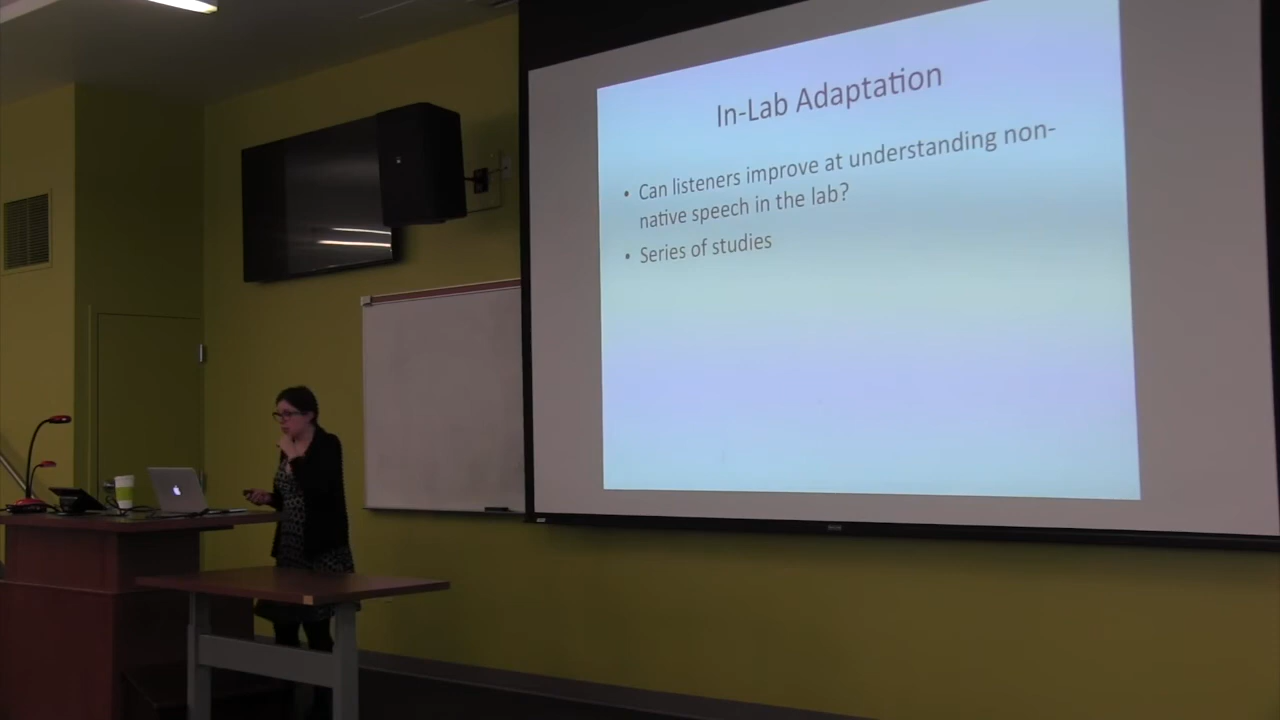 In-Lab Adaptation
• Can listeners improve at understanding non-
native speech in the lab?
• Series of studies